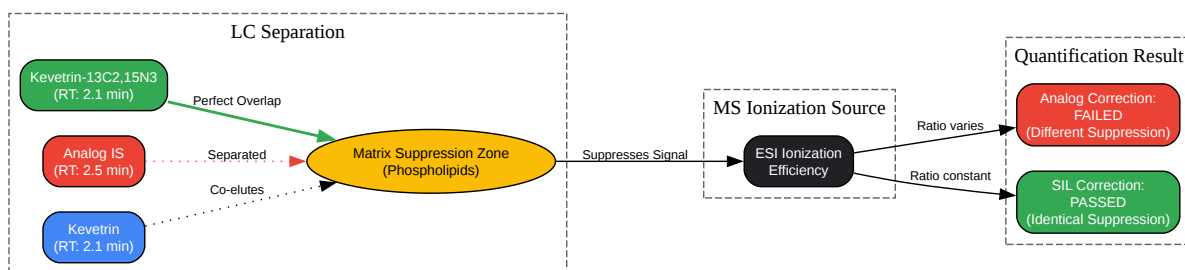 LC Separation
Kevetrin-13C2,15N3
(RT: 2.1 min)
Perfect Overlap
Analog IS
(RT: 2.5 min)
Separated
Kevetrin
(RT: 2.1 min)
Co-elutes
Matrix Suppression Zone
(Phospholipids)
Suppresses Signal
MS Ionization Source
ESI Ionization
Efficiency
Ratio varies
Ratio constant
Quantification Result
Analog Correction:
FAILED
(Different Suppression)
SIL Correction:
PASSED
(Identical Suppression)